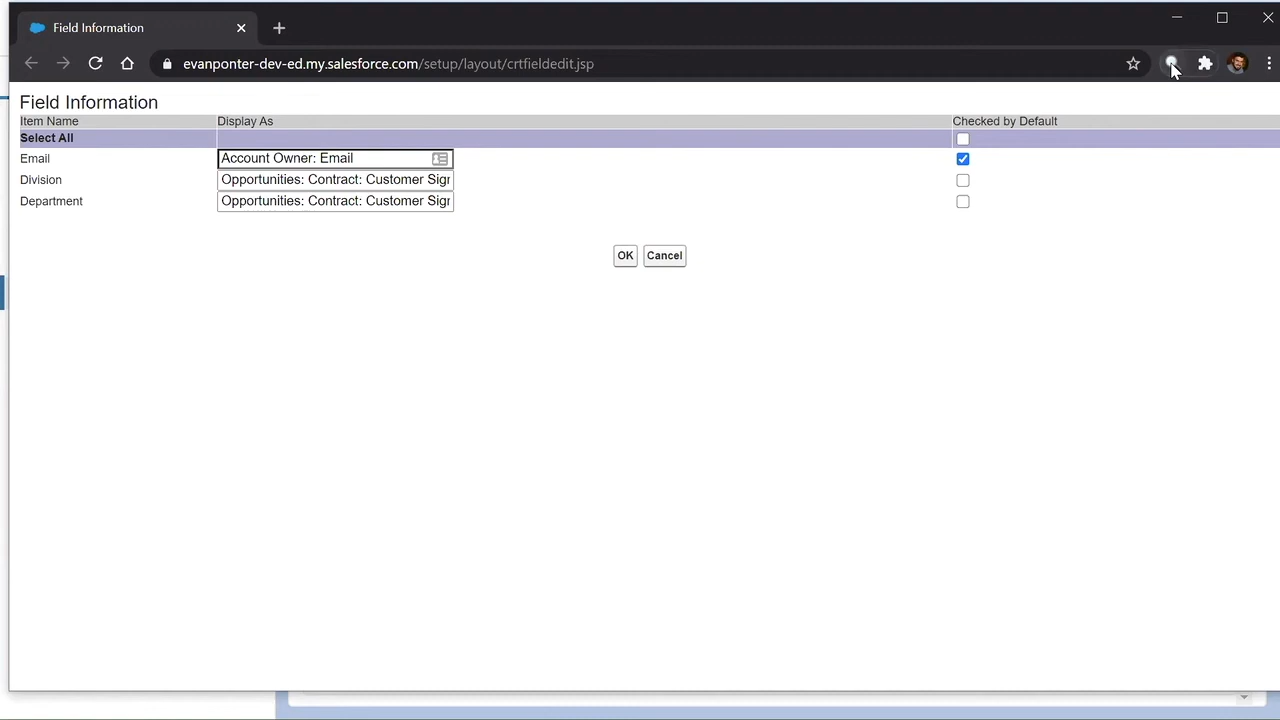 Field Information
evanponter-dev-ed.my.salesforce.com/setup/layout/crtfieldedit.jsp
Field Information
Item Name Display As Checked by Default
Select All
Email Account Owner: Email
Division Opportunities: Contract: Customer Sigr
Department Opportunities: Contract: Customer Sigr
OK Cancel